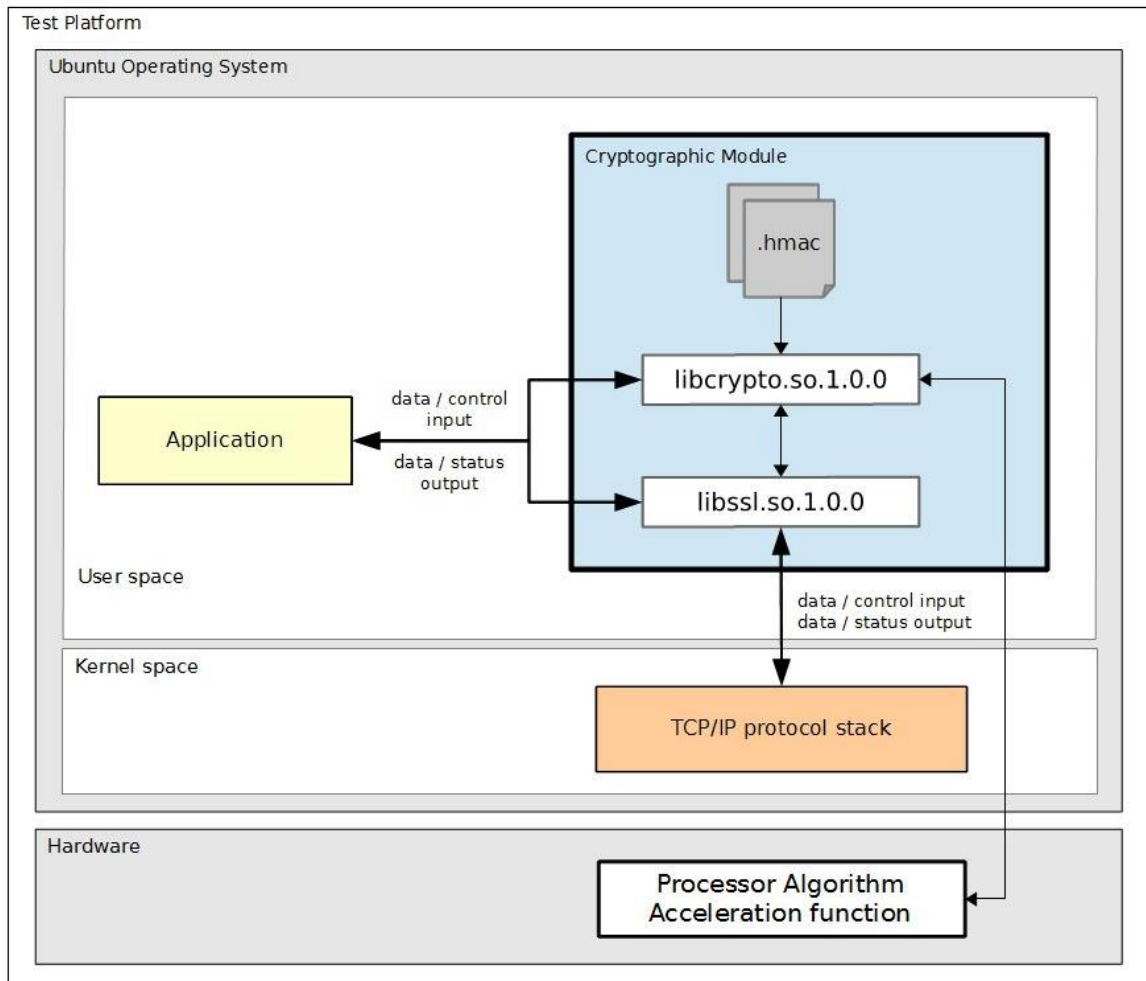 Test Platform
Ubuntu Operating System
Cryptographic Module
.hmac
libcrypto.so.1.0.0
data / control
input
Application
data / status
output
libssl.so.1.0.0
User space
data / control input
data / status output
Kernel space
TCP/IP protocol stack
Hardware
Processor Algorithm
Acceleration function